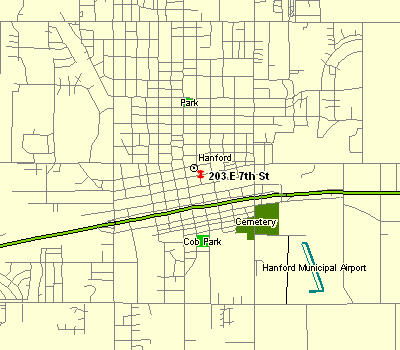 Park
Hanford
203 E 7th St
Cemetery
Cob Park
Hanford Municipal Airport